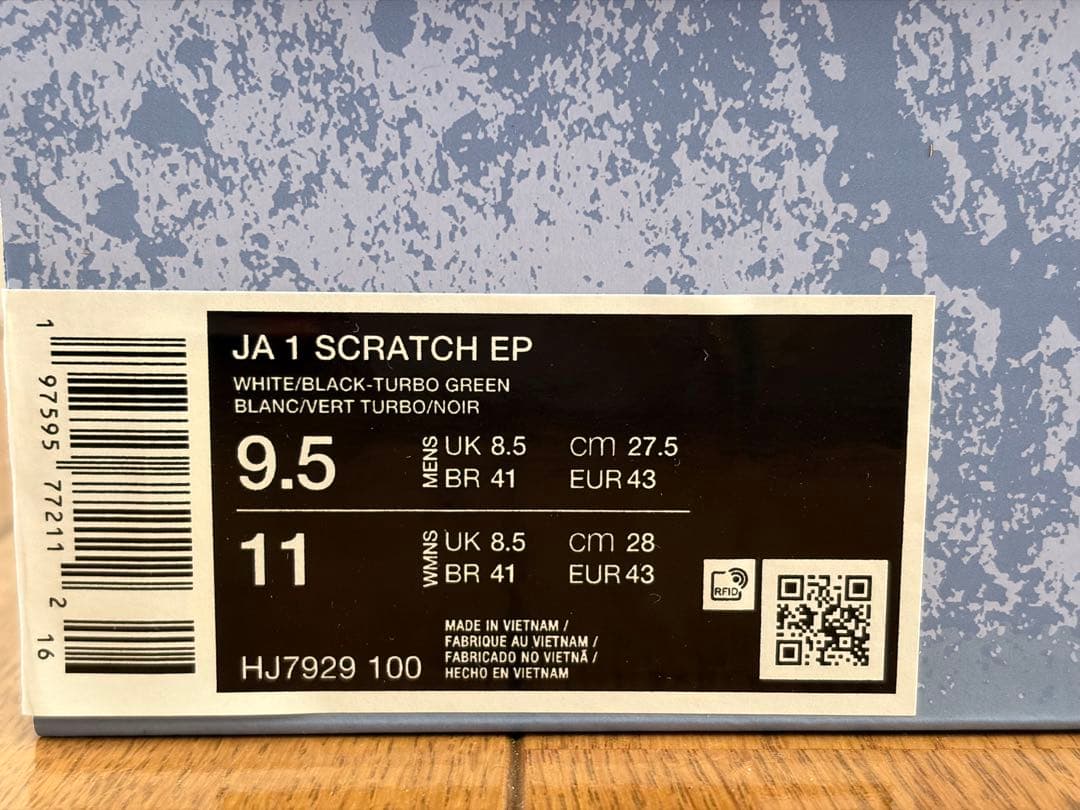 1 97595 77211 2 16
JA 1 SCRATCH EP
WHITE/BLACK-TURBO GREEN
BLANC/VERT TURBO/NOIR
9.5 MENS UK 8.5 cm 27.5
BR 41 EUR 43
11 WMNS UK 8.5 cm 28
BR 41 EUR 43
RFID
MADE IN VIETNAM /
FABRIQUE AU VIETNAM /
FABRICADO NO VIETNÃ /
HECHO EN VIETNAM
HJ7929 100